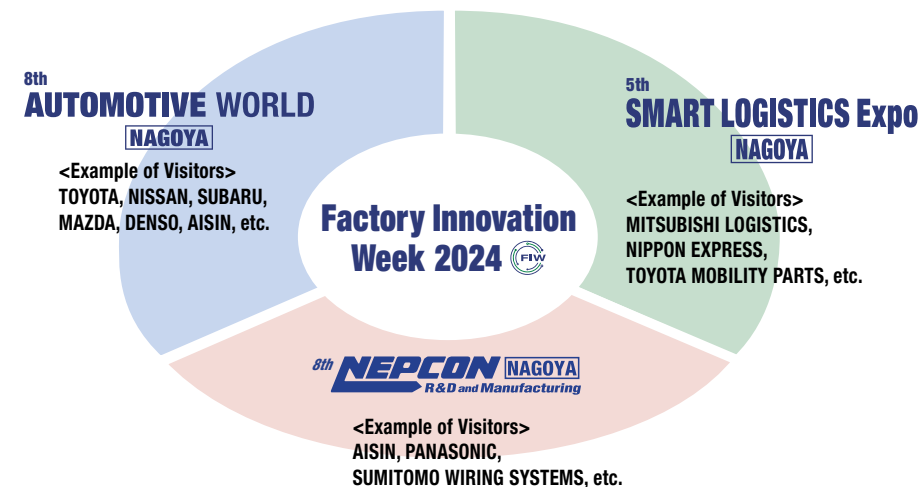 8th
AUTOMOTIVE WORLD
NAGOYA
<Example of Visitors>
TOYOTA, NISSAN, SUBARU,
MAZDA, DENSO, AISIN, etc.
5th
SMART LOGISTICS Expo
NAGOYA
<Example of Visitors>
MITSUBISHI LOGISTICS,
NIPPON EXPRESS,
TOYOTA MOBILITY PARTS, etc.
Factory Innovation
Week 2024 FIW
8th NEPCON NAGOYA
R&D and Manufacturing
<Example of Visitors>
AISIN, PANASONIC,
SUMITOMO WIRING SYSTEMS, etc.